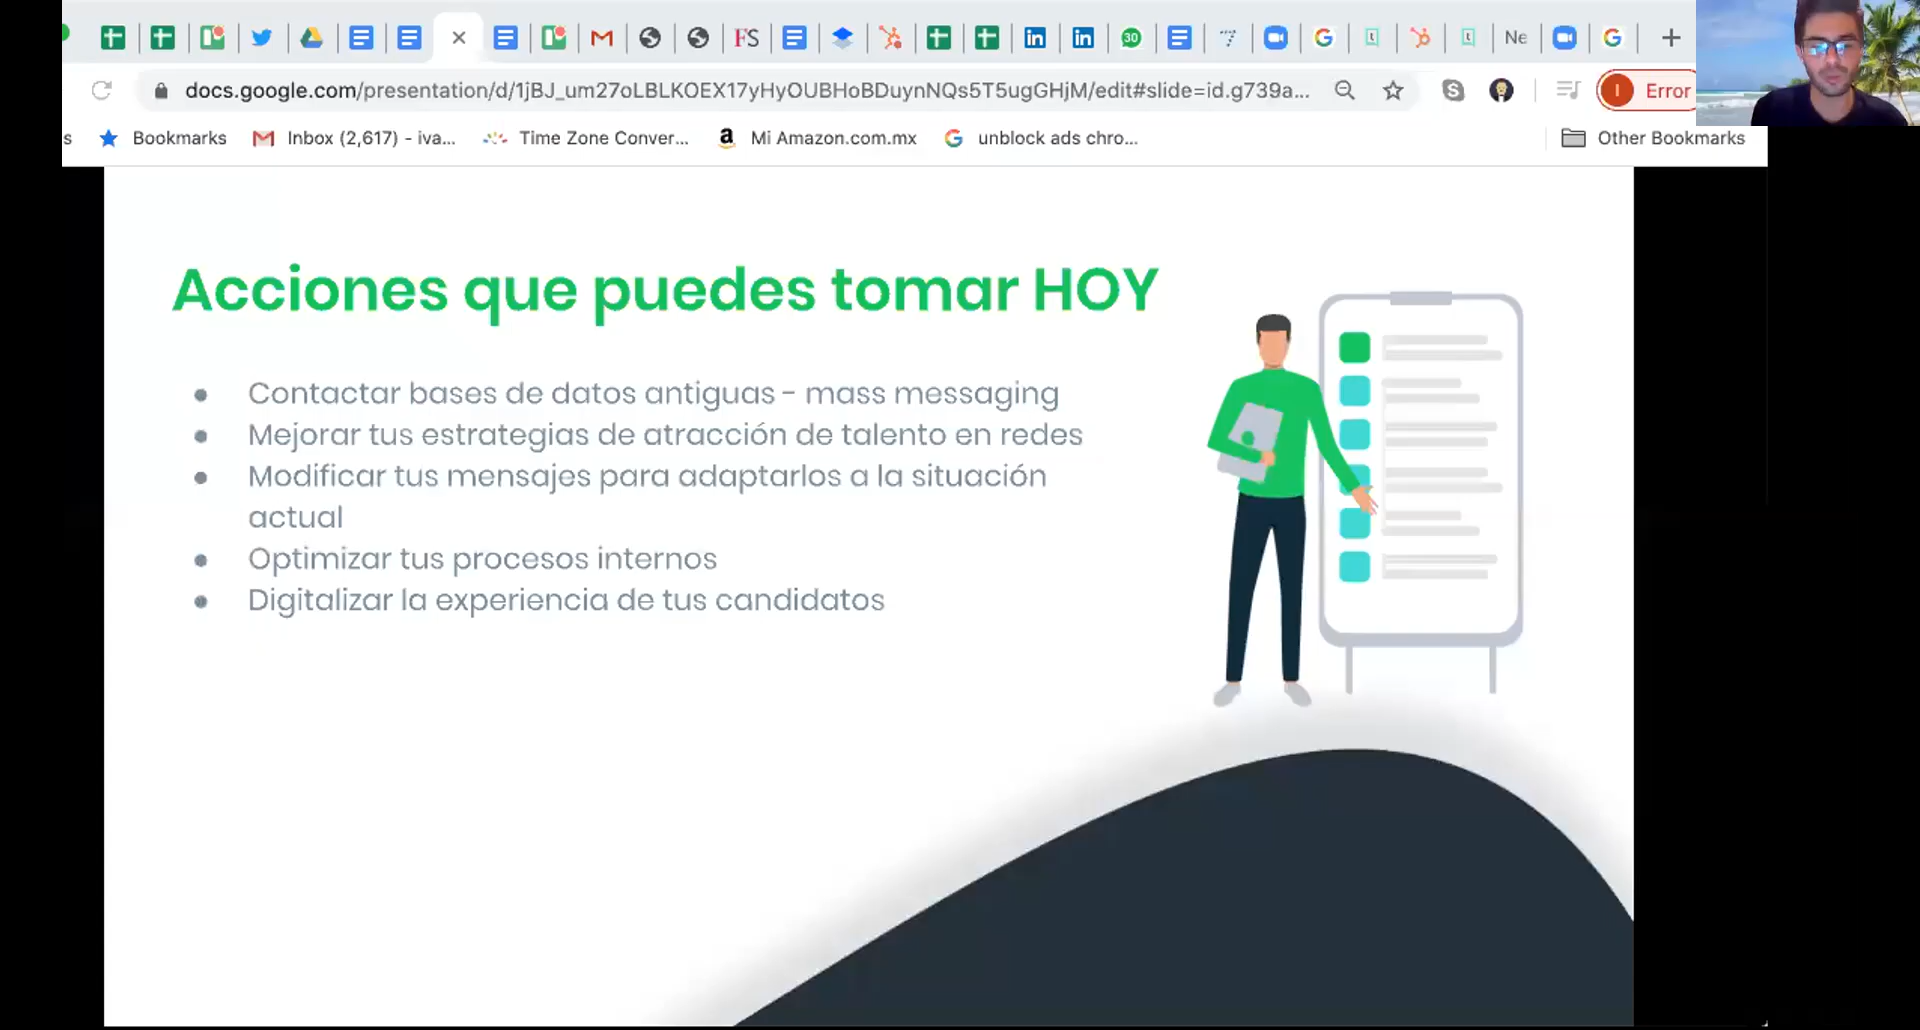 FS
30
Ne
docs.google.com/presentation/d/1jBJ_um27oLBLKOEX17yHyOUBHoBDuynNQs5T5ugGHjM/edit#slide=id.g739a...
I Error
s Bookmarks Inbox (2,617) - iva... Time Zone Conver... Mi Amazon.com.mx unblock ads chro... Other Bookmarks
Acciones que puedes tomar HOY
● Contactar bases de datos antiguas - mass messaging
● Mejorar tus estrategias de atracción de talento en redes
● Modificar tus mensajes para adaptarlos a la situación
actual
● Optimizar tus procesos internos
● Digitalizar la experiencia de tus candidatos